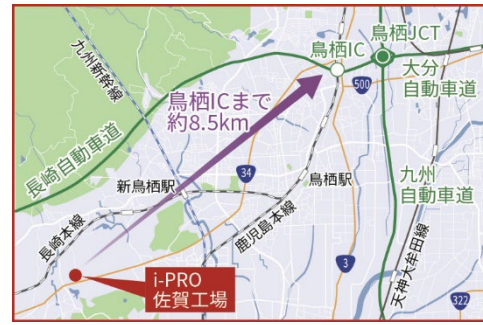 鳥栖JCT
鳥栖IC
大分
自動車道
九州新幹線
500
鳥栖ICまで
約8.5km
長崎自動車道
34
新鳥栖駅
鳥栖駅
九州
自動車道
長崎本線
鹿児島本線
3
天神大牟田線
322
i-PRO
佐賀工場